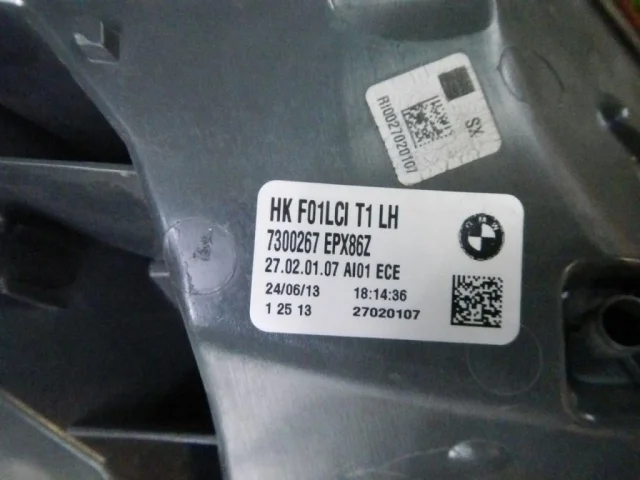 SX
RI0027020107
HK F01LCI T1 LH
7300267 EPX86Z
27.02.01.07 AI01 ECE
24/06/13 18:14:36
1 25 13 27020107